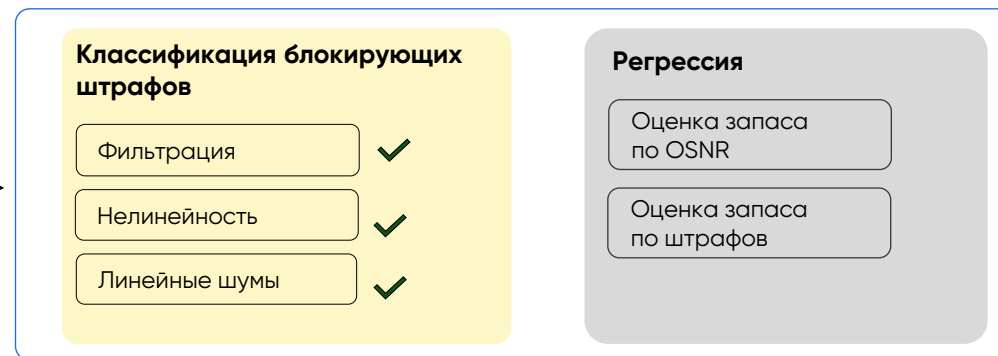 Классификация блокирующих
штрафов
Фильтрация
Нелинейность
Линейные шумы
Регрессия
Оценка запаса
по OSNR
Оценка запаса
по штрафов